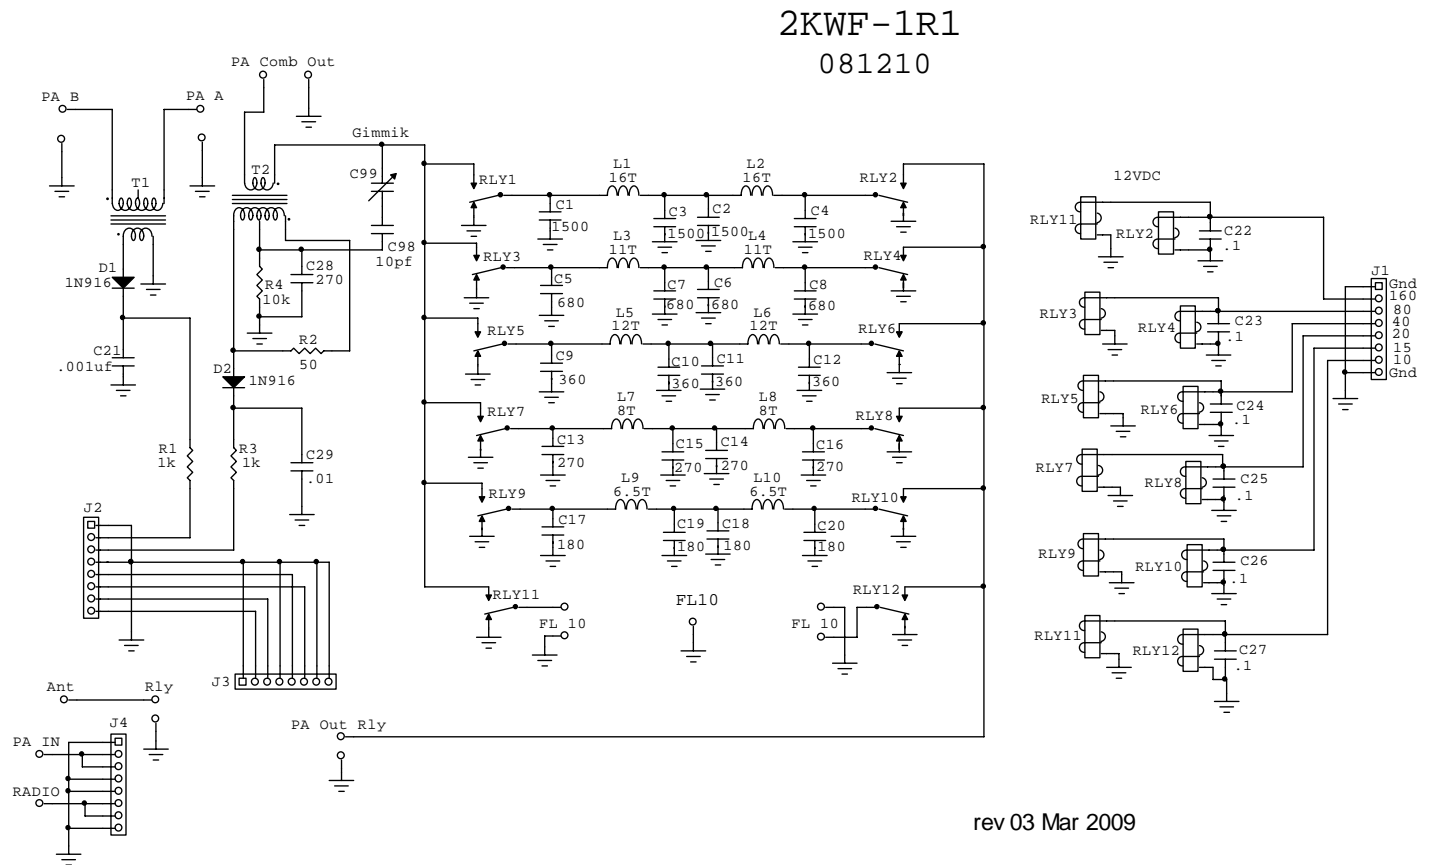 2KWF-1R1
081210
PA Comb Out
PA B
PA A
T1
T2
Gimmik
C99
C98
10pf
D1
1N916
C28
270
R4
10k
R2
50
C21
.001uf
D2
1N916
R1
1k
R3
1k
C29
.01
J2
J3
Ant
Rly
J4
PA IN
RADIO
PA Out Rly
RLY1
L1
16T
L2
16T
RLY2
C1
1500
C3
1500
C2
1500
C4
1500
RLY3
L3
11T
L4
11T
RLY4
C5
680
C7
680
C6
680
C8
680
RLY5
L5
12T
L6
12T
RLY6
C9
360
C10
360
C11
360
C12
360
RLY7
L7
8T
L8
8T
RLY8
C13
270
C15
270
C14
270
C16
270
RLY9
L9
6.5T
L10
6.5T
RLY10
C17
180
C19
180
C18
180
C20
180
RLY11
FL 10
FL10
FL 10
RLY12
12VDC
RLY11
RLY2
C22
.1
RLY3
RLY4
C23
.1
RLY5
RLY6
C24
.1
RLY7
RLY8
C25
.1
RLY9
RLY10
C26
.1
RLY11
RLY12
C27
.1
J1
Gnd
160
80
40
20
15
10
Gnd
rev 03 Mar 2009